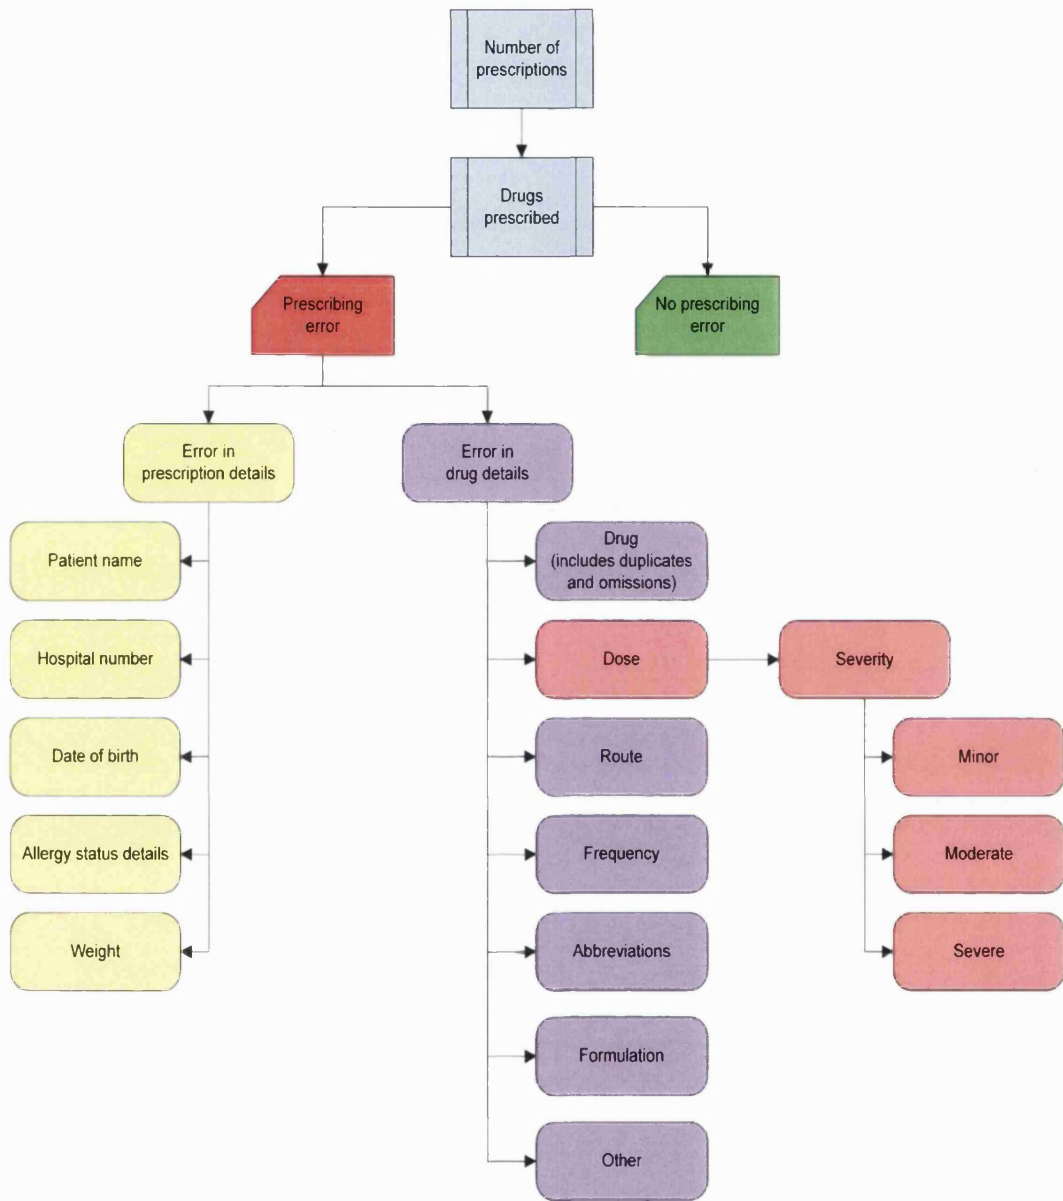 Number of
prescriptions
Drugs
prescribed
Prescribing
error
No prescribing
error
Error in
prescription details
Error in
drug details
Patient name
Hospital number
Date of birth
Allergy status details
Weight
Drug
(includes duplicates
and omissions)
Dose
Route
Frequency
Abbreviations
Formulation
Other
Severity
Minor
Moderate
Severe